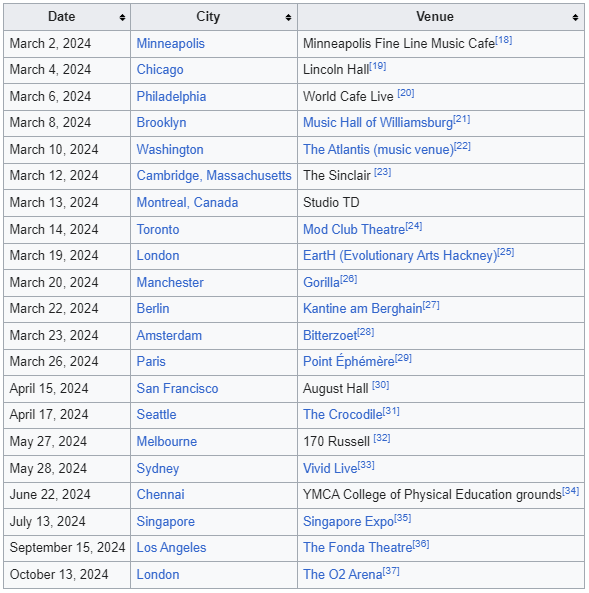 Date City Venue
March 2, 2024 Minneapolis Minneapolis Fine Line Music Cafe[18]
March 4, 2024 Chicago Lincoln Hall[19]
March 6, 2024 Philadelphia World Cafe Live [20]
March 8, 2024 Brooklyn Music Hall of Williamsburg[21]
March 10, 2024 Washington The Atlantis (music venue)[22]
March 12, 2024 Cambridge, Massachusetts The Sinclair [23]
March 13, 2024 Montreal, Canada Studio TD
March 14, 2024 Toronto Mod Club Theatre[24]
March 19, 2024 London EartH (Evolutionary Arts Hackney)[25]
March 20, 2024 Manchester Gorilla[26]
March 22, 2024 Berlin Kantine am Berghain[27]
March 23, 2024 Amsterdam Bitterzoet[28]
March 26, 2024 Paris Point Éphémère[29]
April 15, 2024 San Francisco August Hall [30]
April 17, 2024 Seattle The Crocodile[31]
May 27, 2024 Melbourne 170 Russell [32]
May 28, 2024 Sydney Vivid Live[33]
June 22, 2024 Chennai YMCA College of Physical Education grounds[34]
July 13, 2024 Singapore Singapore Expo[35]
September 15, 2024 Los Angeles The Fonda Theatre[36]
October 13, 2024 London The O2 Arena[37]